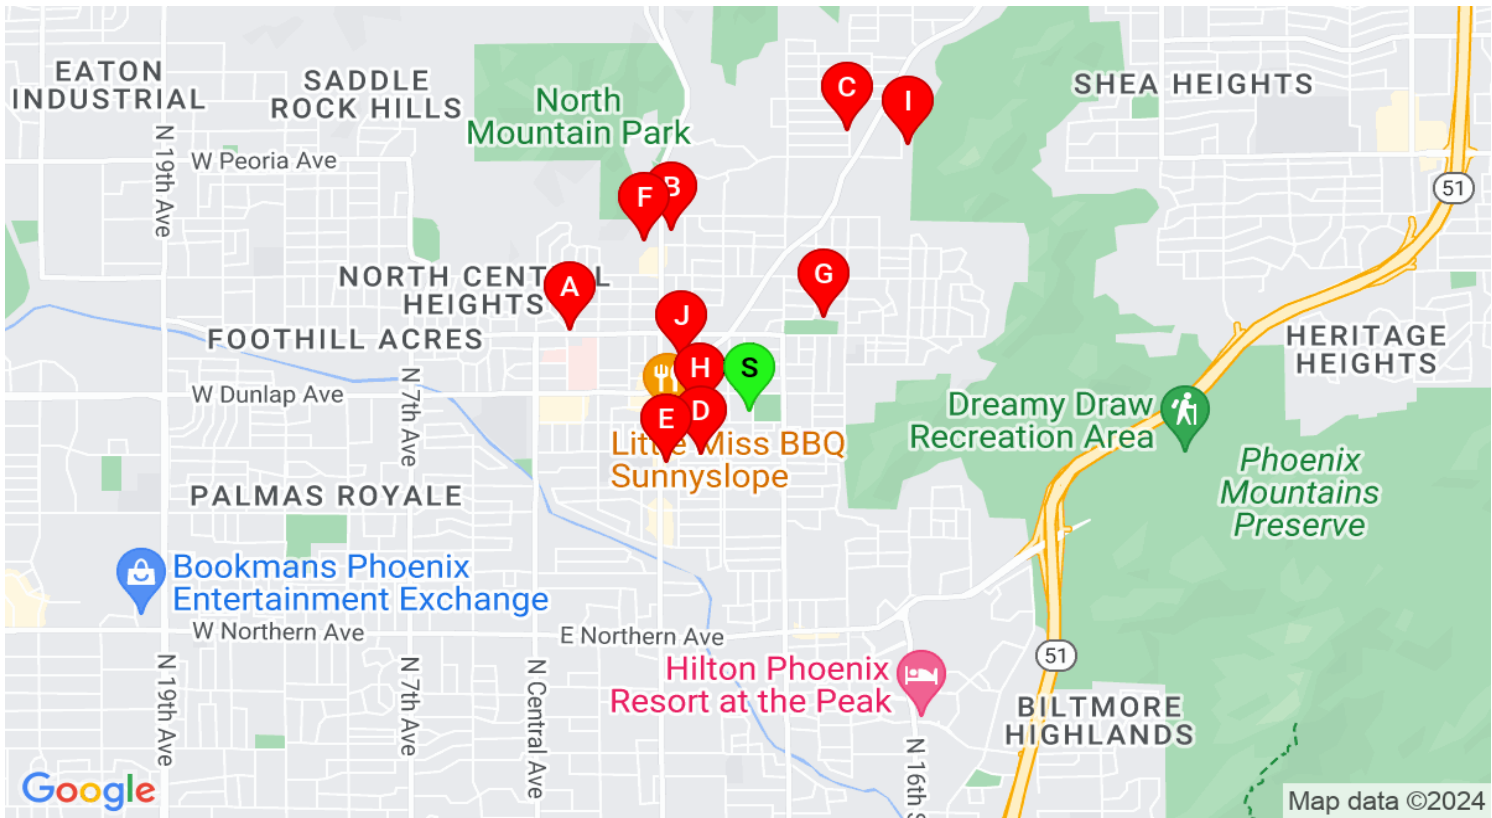 EATON
INDUSTRIAL
SADDLE
ROCK HILLS
North
Mountain Park
C
I
SHEA HEIGHTS
N 19th Ave
W Peoria Ave
F
B
51
NORTH CENTRAL
HEIGHTS
A
G
J
FOOTHILL ACRES
HERITAGE
HEIGHTS
W Dunlap Ave
N 7th Ave
H
S
E
D
Little Miss BBQ
Sunnyslope
Dreamy Draw
Recreation Area
Phoenix
Mountains
Preserve
PALMAS ROYALE
Bookmans Phoenix
Entertainment Exchange
W Northern Ave
E Northern Ave
N 19th Ave
N 7th Ave
N Central Ave
Hilton Phoenix
Resort at the Peak
51
BILTMORE
HIGHLANDS
N 16th S
Google
Map data ©2024